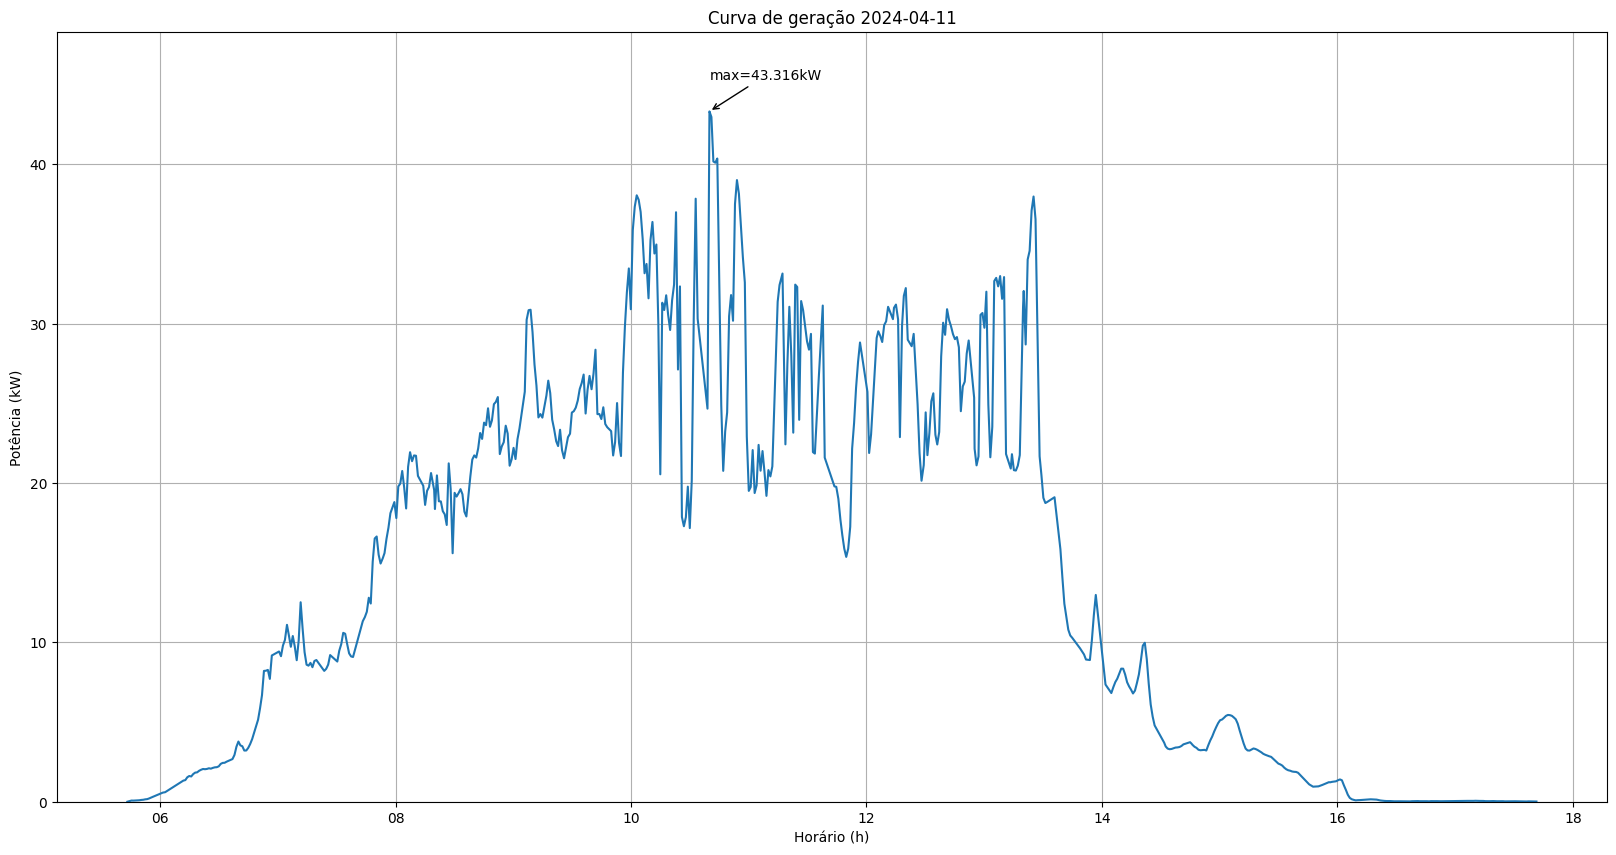 Curva de geração 2024-04-11
max=43.316kW
40
30
20
10
0
Potência (kW)
06 08 10 12 14 16 18
Horário (h)